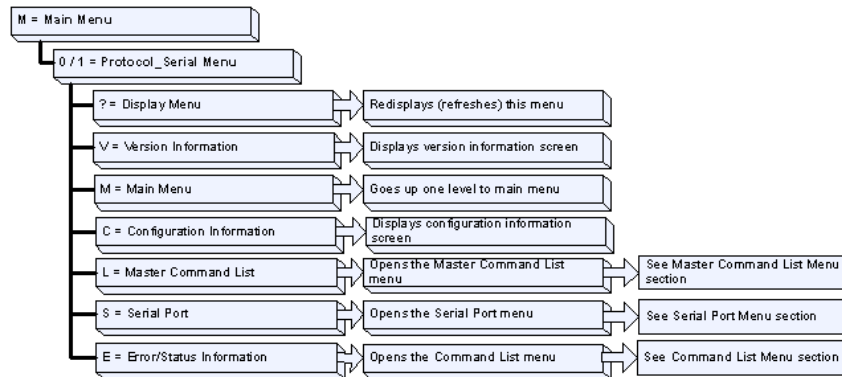 M = Main Menu
0 / 1 = Protocol_Serial Menu
? = Display Menu
Redisplays (refreshes) this menu
V = Version Information
Displays version information screen
M = Main Menu
Goes up one level to main menu
C = Configuration Information
Displays configuration information
screen
L = Master Command List
Opens the Master Command List
menu
See Master Command List Menu
section
S = Serial Port
Opens the Serial Port menu
See Serial Port Menu section
E = Error/Status Information
Opens the Command List menu
See Command List Menu section